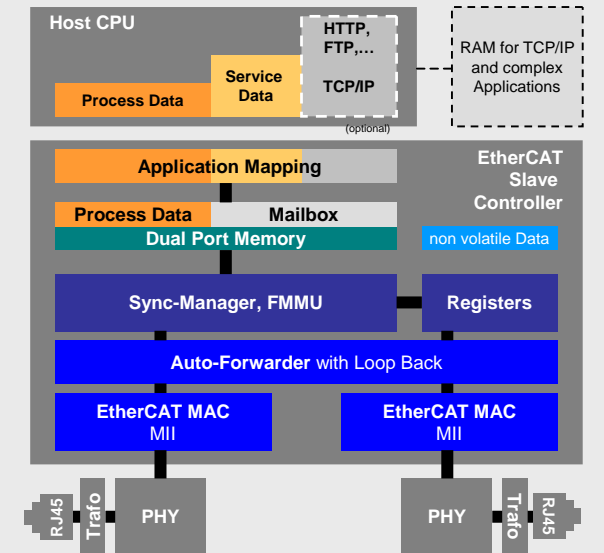 Host CPU
HTTP,
FTP,...
TCP/IP
Service
Data
Process Data
(optional)
RAM for TCP/IP
and complex
Applications
EtherCAT
Slave
Controller
Application Mapping
Process Data
Mailbox
Dual Port Memory
non volatile Data
Sync-Manager, FMMU
Registers
Auto-Forwarder with Loop Back
EtherCAT MAC
MII
EtherCAT MAC
MII
RJ45
Trafo
PHY
PHY
Trafo
RJ45